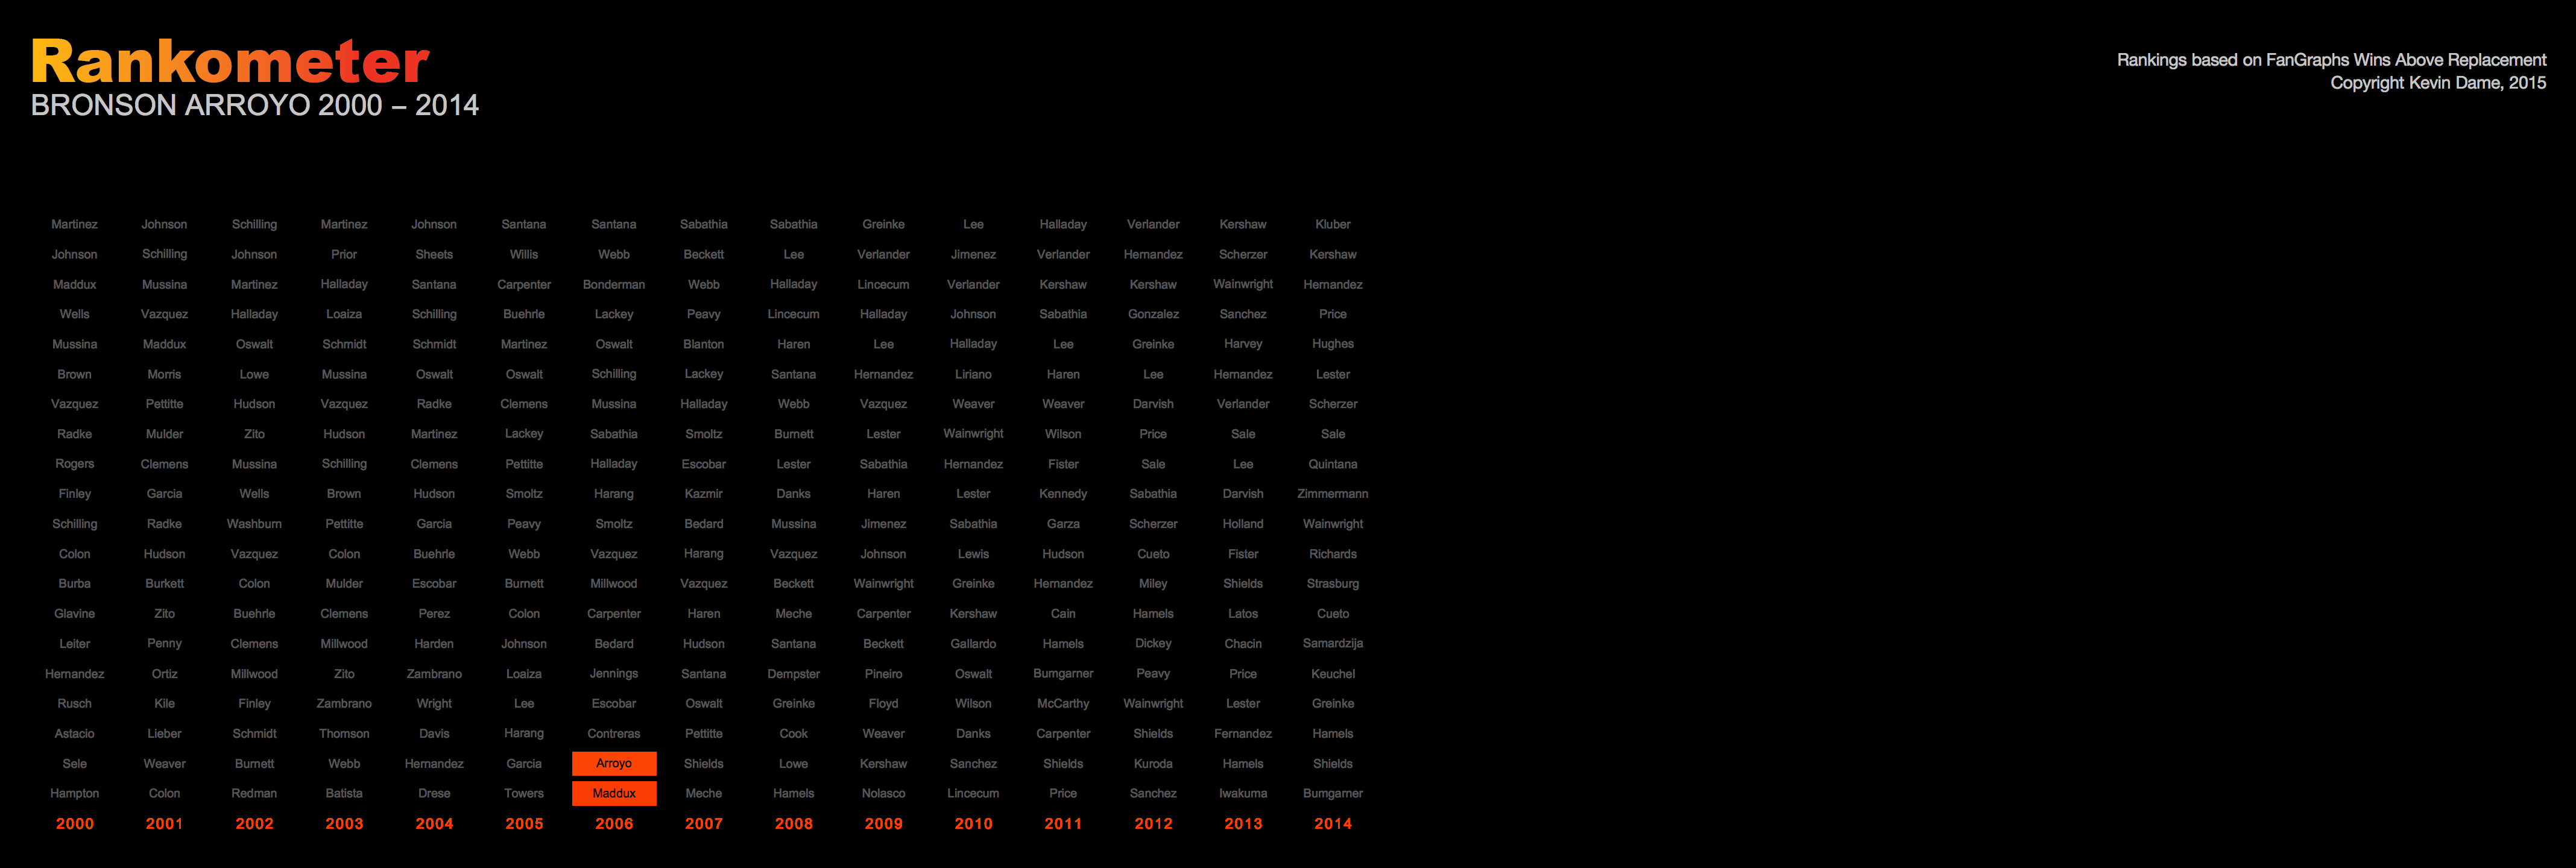 Rankometer
BRONSON ARROYO 2000 – 2014
Rankings based on FanGraphs Wins Above Replacement
Copyright Kevin Dame, 2015
Martinez Johnson Schilling Martinez Johnson Santana Santana Sabathia Sabathia Greinke Lee Halladay Verlander Kershaw Kluber
Johnson Schilling Johnson Prior Sheets Willis Webb Beckett Lee Verlander Jimenez Verlander Hernandez Scherzer Kershaw
Maddux Mussina Martinez Halladay Santana Carpenter Bonderman Webb Halladay Lincecum Verlander Kershaw Kershaw Wainwright Hernandez
Wells Vazquez Halladay Loaiza Schilling Buehrle Lackey Peavy Lincecum Halladay Johnson Sabathia Gonzalez Sanchez Price
Mussina Maddux Oswalt Schmidt Schmidt Martinez Oswalt Blanton Haren Lee Halladay Lee Greinke Harvey Hughes
Brown Morris Lowe Mussina Oswalt Oswalt Schilling Lackey Santana Hernandez Liriano Haren Lee Hernandez Lester
Vazquez Pettitte Hudson Vazquez Radke Clemens Mussina Halladay Webb Vazquez Weaver Weaver Darvish Verlander Scherzer
Radke Mulder Zito Hudson Martinez Lackey Sabathia Smoltz Burnett Lester Wainwright Wilson Price Sale Sale
Rogers Clemens Mussina Schilling Clemens Pettitte Halladay Escobar Lester Sabathia Hernandez Fister Sale Lee Quintana
Finley Garcia Wells Brown Hudson Smoltz Harang Kazmir Danks Haren Lester Kennedy Sabathia Darvish Zimmermann
Schilling Radke Washburn Pettitte Garcia Peavy Smoltz Bedard Mussina Jimenez Sabathia Garza Scherzer Holland Wainwright
Colon Hudson Vazquez Colon Buehrle Webb Vazquez Harang Vazquez Johnson Lewis Hudson Cueto Fister Richards
Burba Burkett Colon Mulder Escobar Burnett Millwood Vazquez Beckett Wainwright Greinke Hernandez Miley Shields Strasburg
Glavine Zito Buehrle Clemens Perez Colon Carpenter Haren Meche Carpenter Kershaw Cain Hamels Latos Cueto
Leiter Penny Clemens Millwood Harden Johnson Bedard Hudson Santana Beckett Gallardo Hamels Dickey Chacin Samardzija
Hernandez Ortiz Millwood Zito Zambrano Loaiza Jennings Santana Dempster Pineiro Oswalt Bumgarner Peavy Price Keuchel
Rusch Kile Finley Zambrano Wright Lee Escobar Oswalt Greinke Floyd Wilson McCarthy Wainwright Lester Greinke
Astacio Lieber Schmidt Thomson Davis Harang Contreras Pettitte Cook Weaver Danks Carpenter Shields Fernandez Hamels
Sele Weaver Burnett Webb Hernandez Garcia Arroyo Shields Lowe Kershaw Sanchez Shields Kuroda Hamels Shields
Hampton Colon Redman Batista Drese Towers Maddux Meche Hamels Nolasco Lincecum Price Sanchez Iwakuma Bumgarner
2000 2001 2002 2003 2004 2005 2006 2007 2008 2009 2010 2011 2012 2013 2014